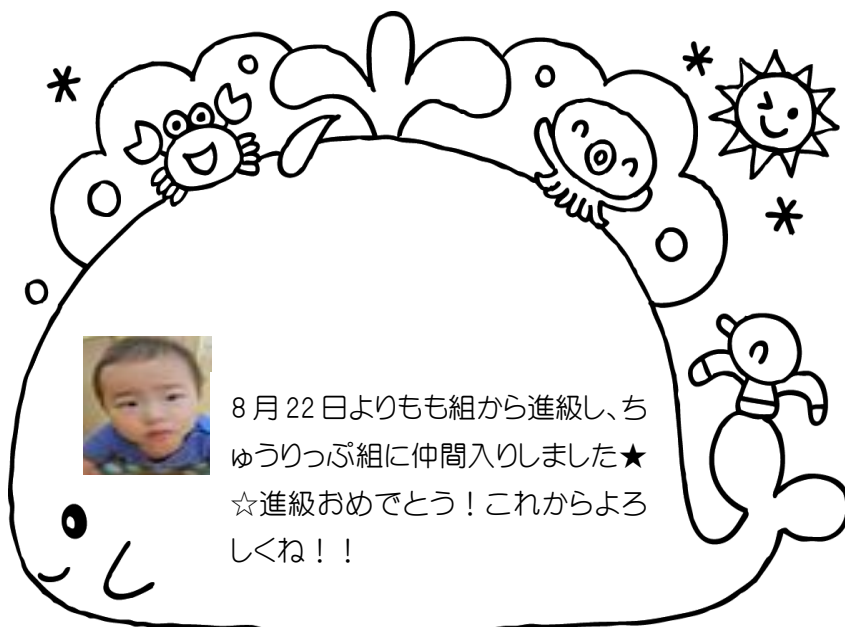 8月22日よりもも組から進級し、ち
ゅうりっぷ組に仲間入りしました★
☆進級おめでとう！これからよろ
しくね！！